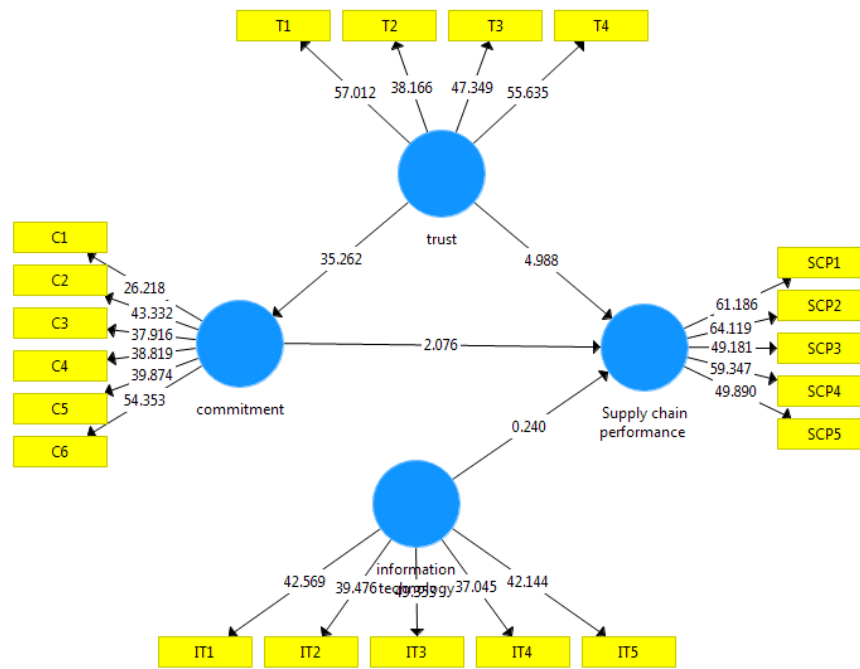 T1
T2
T3
T4
57.012
38.166
47.349
55.635
trust
35.262
4.988
C1
C2
C3
C4
C5
C6
26.218
43.332
37.916
38.819
39.874
54.353
commitment
2.076
SCP1
SCP2
SCP3
SCP4
SCP5
61.186
64.119
49.181
59.347
49.890
Supply chain
performance
0.240
information
technology
42.569
39.476
37.045
42.144
IT1
IT2
IT3
IT4
IT5